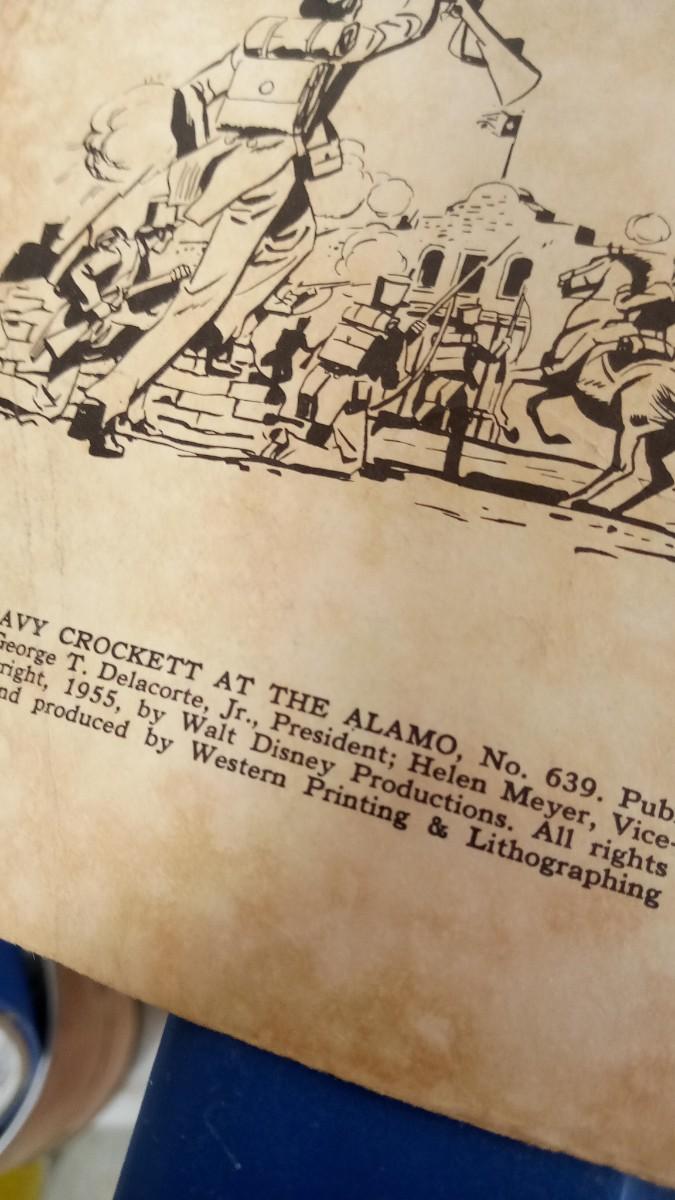 AVY CROCKETT AT THE ALAMO, No. 639. Pub
George T. Delacorte, Jr., President; Helen Meyer, Vice-
right, 1955, by Walt Disney Productions. All rights
nd produced by Western Printing & Lithographing